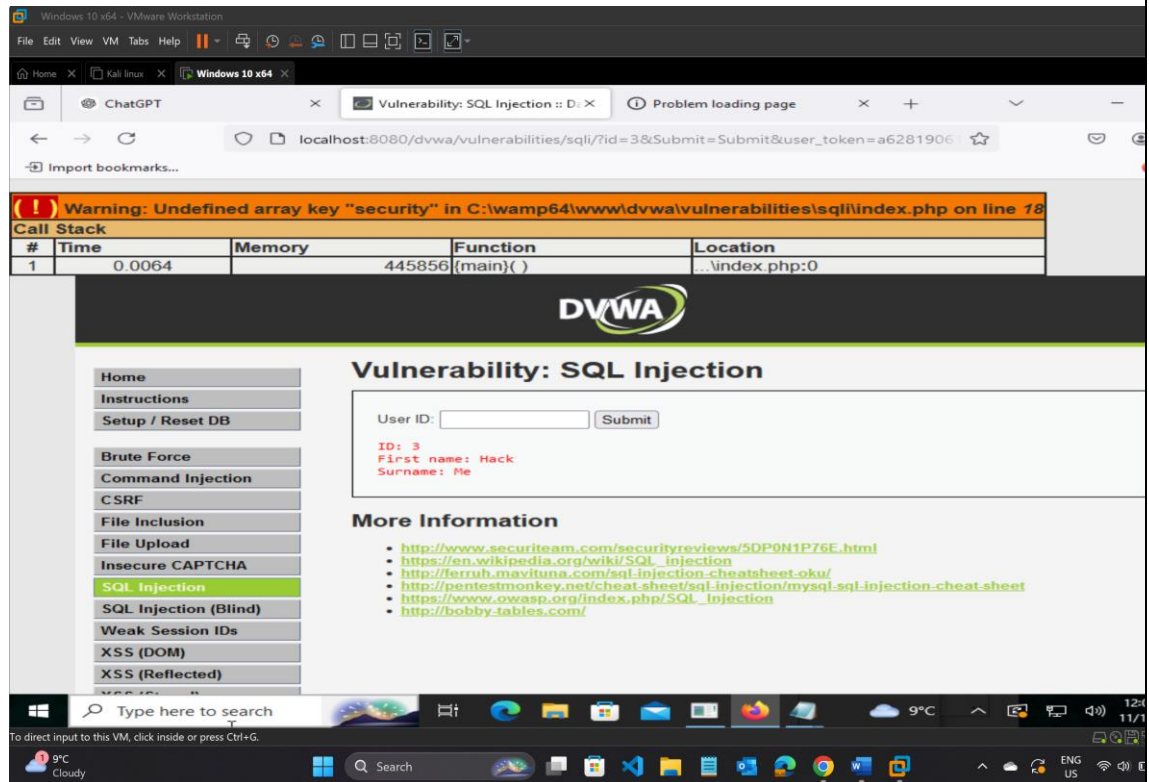 Windows 10 x64 - VMware Workstation
File Edit View VM Tabs Help
Home Kali linux Windows 10 x64
ChatGPT Vulnerability: SQL Injection :: Da Problem loading page
localhost:8080/dvwa/vulnerabilities/sqli/?id=3&Submit=Submit&user_token=a6281906
Import bookmarks...
( ! ) Warning: Undefined array key "security" in C:\wamp64\www\dvwa\vulnerabilities\sqli\index.php on line 18
Call Stack
# Time Memory Function Location
1 0.0064 445856 {main}( ) ...\index.php:0
DVWA
Home
Instructions
Setup / Reset DB
Brute Force
Command Injection
CSRF
File Inclusion
File Upload
Insecure CAPTCHA
SQL Injection
SQL Injection (Blind)
Weak Session IDs
XSS (DOM)
XSS (Reflected)
Vulnerability: SQL Injection
User ID: Submit
ID: 3
First name: Hack
Surname: Me
More Information
http://www.securiteam.com/securityreviews/5DP0N1P76E.html
https://en.wikipedia.org/wiki/SQL_injection
http://ferruh.mavituna.com/sql-injection-cheatsheet-oku/
http://pentestmonkey.net/cheat-sheet/sql-injection/mysql-sql-injection-cheat-sheet
https://www.owasp.org/index.php/SQL_Injection
http://bobby-tables.com/
Type here to search 9°C 12:0
11/1
To direct input to this VM, click inside or press Ctrl+G.
1 9°C
Cloudy
Search
ENG
US